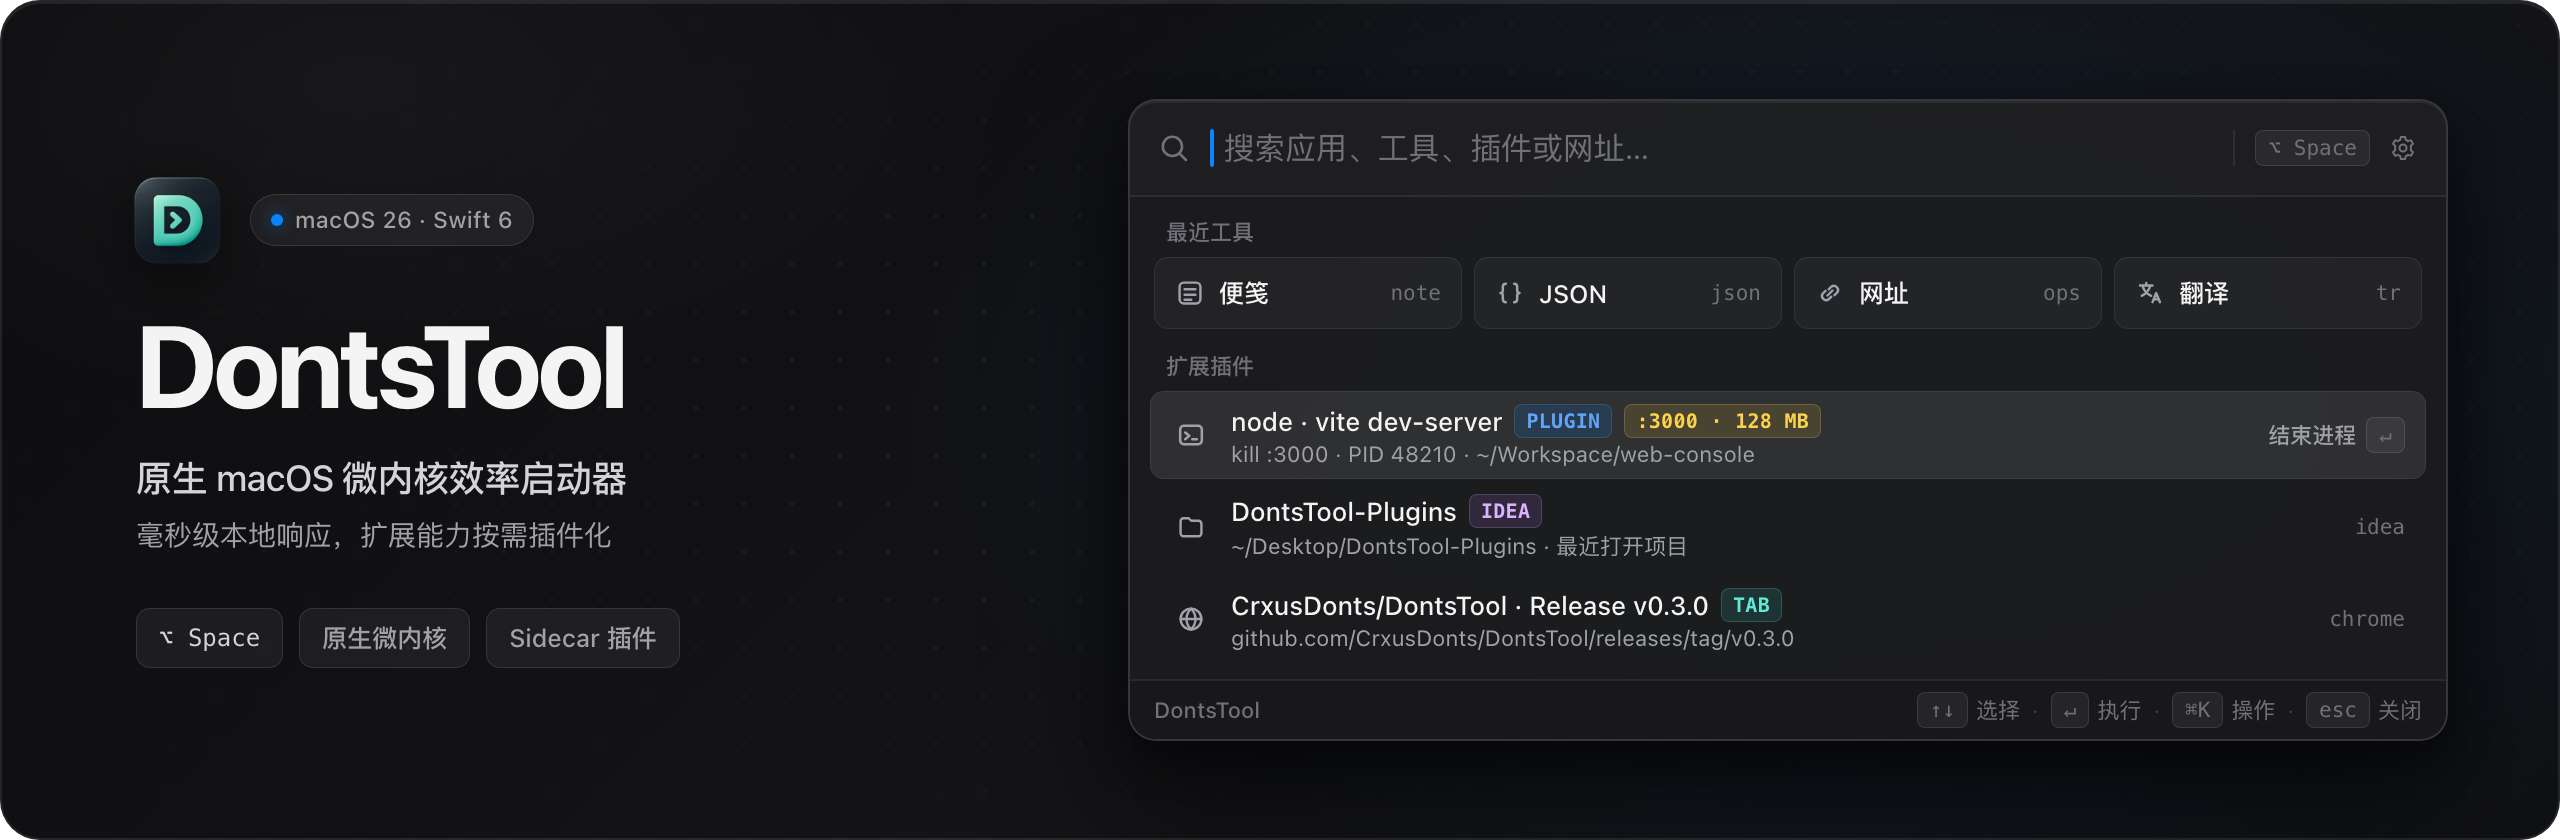 macOS 26 · Swift 6
DontsTool
原生 macOS 微内核效率启动器
毫秒级本地响应，扩展能力按需插件化
⌥ Space
原生微内核
Sidecar 插件
搜索应用、工具、插件或网址...
⌥ Space
最近工具
便笺 note
{} JSON json
网址 ops
翻译 tr
扩展插件
node · vite dev-server PLUGIN :3000 · 128 MB
kill :3000 · PID 48210 · ~/Workspace/web-console
结束进程 ↵
DontsTool-Plugins IDEA
~/Desktop/DontsTool-Plugins · 最近打开项目
idea
CrxusDonts/DontsTool · Release v0.3.0 TAB
github.com/CrxusDonts/DontsTool/releases/tag/v0.3.0
chrome
DontsTool
↑↓ 选择 · ↵ 执行 · ⌘K 操作 · esc 关闭